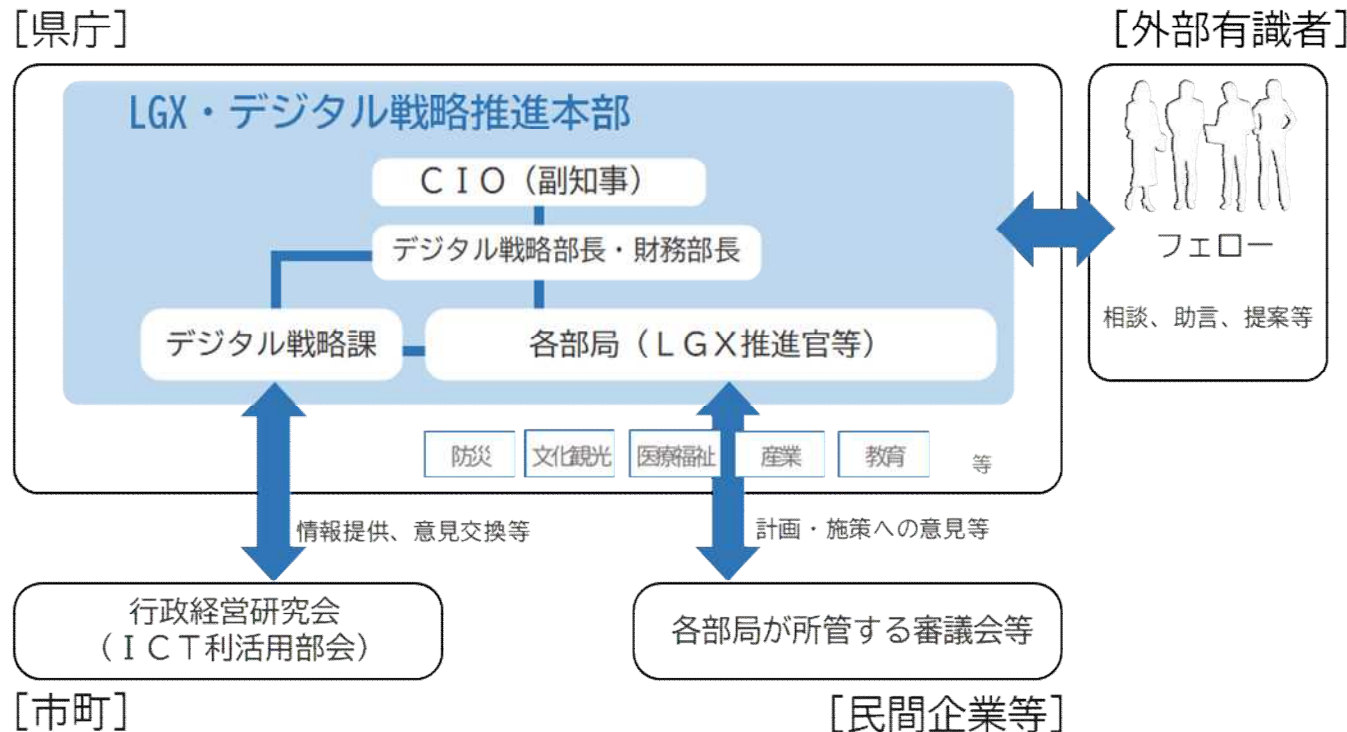 [県庁]
[外部有識者]
LGX・デジタル戦略推進本部
ＣＩＯ（副知事）
デジタル戦略部長・財務部長
デジタル戦略課
各部局（ＬＧＸ推進官等）
フェロー
相談、助言、提案等
防災
文化観光
医療福祉
産業
教育
等
情報提供、意見交換等
計画・施策への意見等
行政経営研究会
（ＩＣＴ利活用部会）
各部局が所管する審議会等
[市町]
[民間企業等]